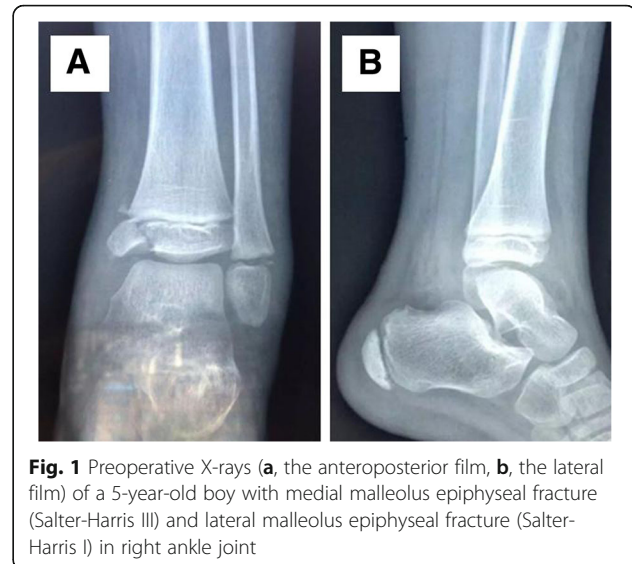 A
B
Fig. 1 Preoperative X-rays (a, the anteroposterior film, b, the lateral
film) of a 5-year-old boy with medial malleolus epiphyseal fracture
(Salter-Harris III) and lateral malleolus epiphyseal fracture (Salter-
Harris I) in right ankle joint